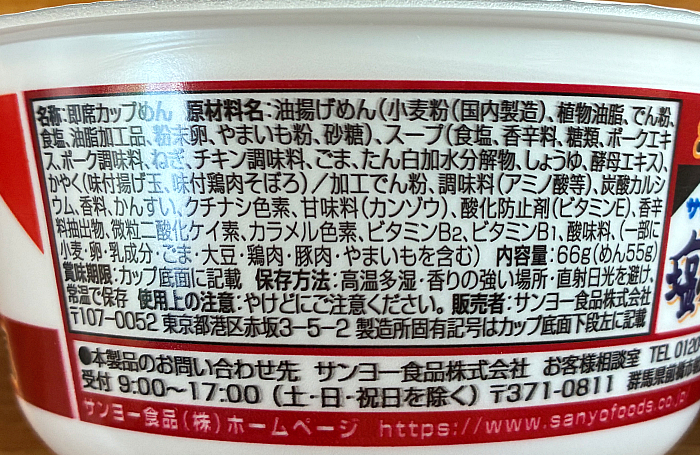 名称:即席カップめん 原材料名:油揚げめん(小麦粉(国内製造)、植物油脂、でん粉、
食塩、油脂加工品、粉末卵、やまいも粉、砂糖)、スープ(食塩、香辛料、糖類、ポークエキ
ス、ポーク調味料、ねぎ、チキン調味料、ごま、たん白加水分解物、しょうゆ、酵母エキス)、
かやく(味付揚げ玉、味付鶏肉そぼろ)/加工でん粉、調味料(アミノ酸等)、炭酸カルシ
ウム、香料、かんすい、クチナシ色素、甘味料(カンゾウ)、酸化防止剤(ビタミンE)、香辛
料抽出物、微粒二酸化ケイ素、カラメル色素、ビタミンB2、ビタミンB1、酸味料、(一部に
小麦・卵・乳成分・ごま・大豆・鶏肉・豚肉・やまいもを含む) 内容量:66g(めん55g)
賞味期限:カップ底面に記載 保存方法:高温多湿・香りの強い場所・直射日光を避け、
常温で保存 使用上の注意:やけどにご注意ください。 販売者:サンヨー食品株式会社
〒107-0052 東京都港区赤坂3-5-2 製造所固有記号はカップ底面下段左に記載
●本製品のお問い合わせ先 サンヨー食品株式会社 お客様相談室 TEL 0120
受付 9:00〜17:00 (土・日・祝日を除く) 〒371-0811 群馬県前橋市
サンヨー食品(株)ホームページ https://www.sanyofoods.co.jp
サ
塩